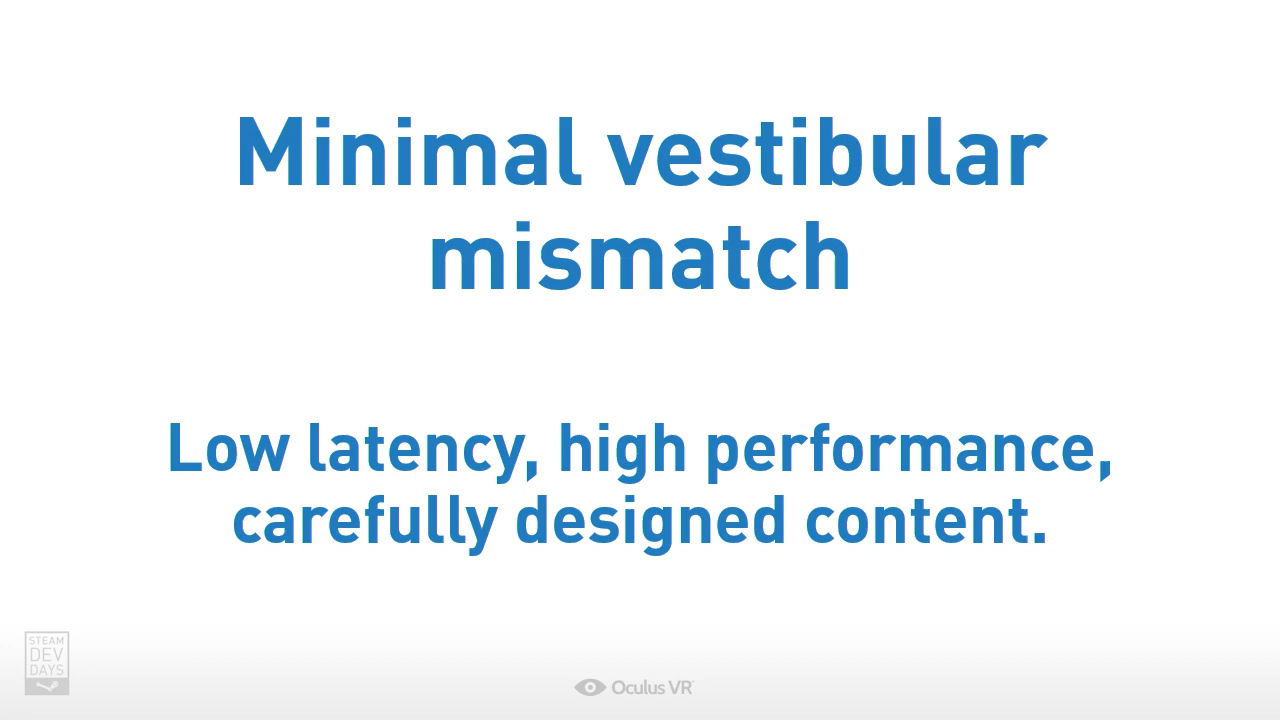 Minimal vestibular
mismatch
Low latency, high performance,
carefully designed content.
STEAM
DEV
DAYS
Oculus VR